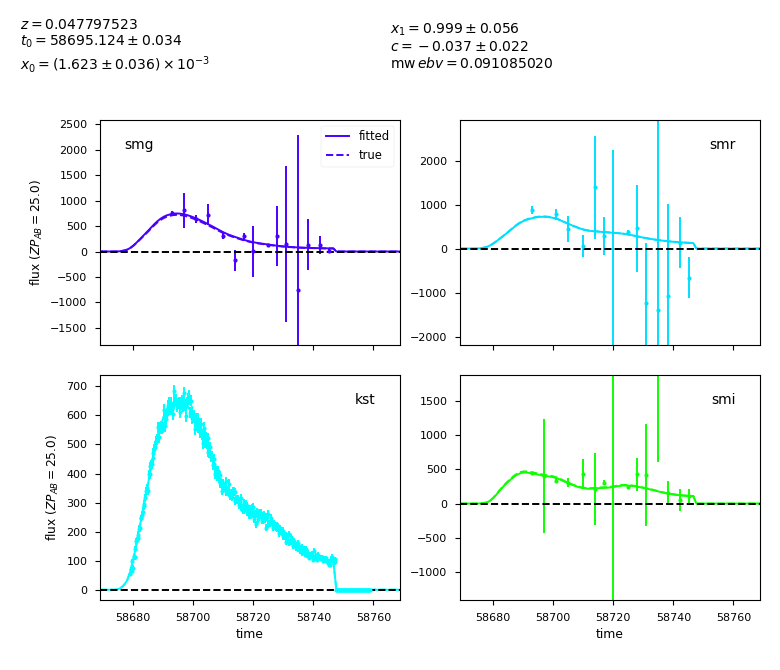 z = 0.047797523
t₀ = 58695.124 ± 0.034
x₀ = (1.623 ± 0.036) × 10⁻³
x₁ = 0.999 ± 0.056
c = −0.037 ± 0.022
mw ebv = 0.091085020
smg
fitted
true
2500
2000
1500
1000
500
0
−500
−1000
−1500
flux (ZP_AB = 25.0)
smr
2000
1000
0
−1000
−2000
kst
700
600
500
400
300
200
100
0
flux (ZP_AB = 25.0)
58680 58700 58720 58740 58760
time
smi
1500
1000
500
0
−500
−1000
58680 58700 58720 58740 58760
time